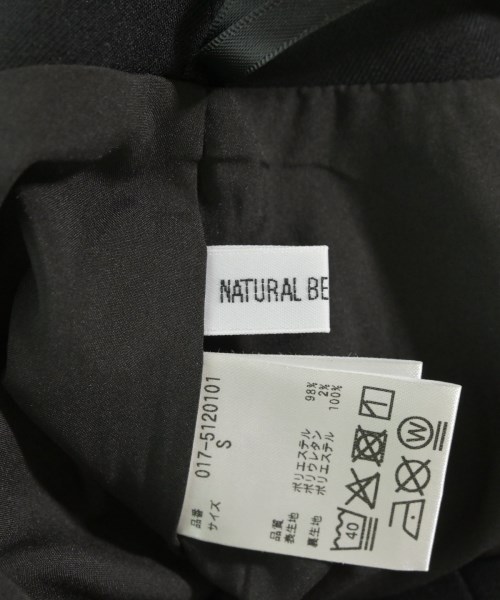 NATURAL BE
品番 017-5120101
サイズ S
品質
表生地 ポリエステル 98%
ポリウレタン 2%
裏生地 ポリエステル 100%
40
W